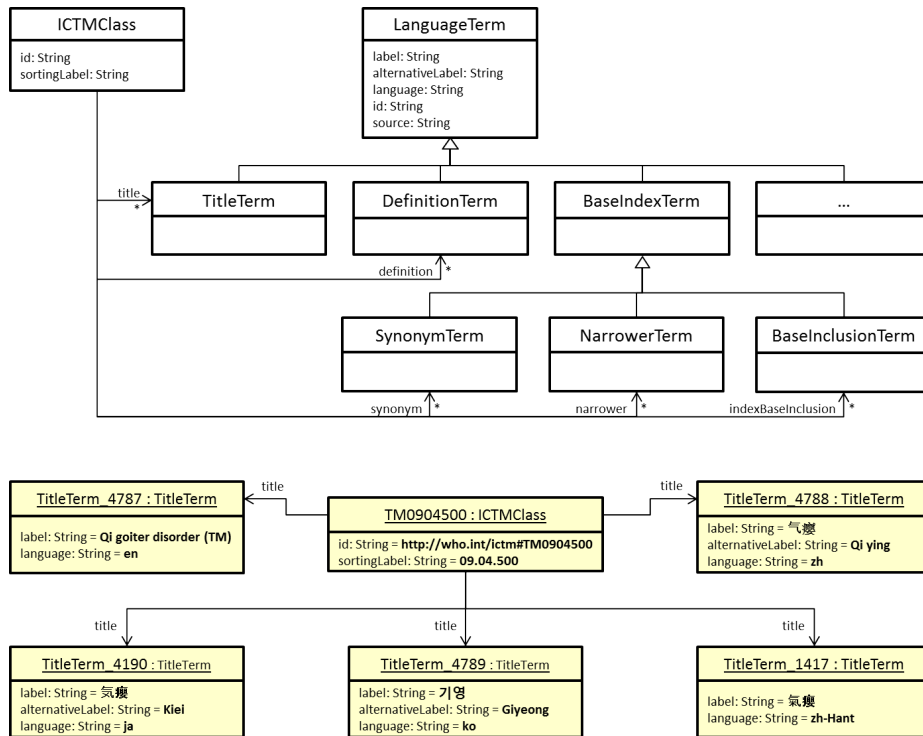 ICTMClass
id: String
sortingLabel: String
LanguageTerm
label: String
alternativeLabel: String
language: String
id: String
source: String
title
*
TitleTerm
DefinitionTerm
BaseIndexTerm
...
definition
*
SynonymTerm
NarrowerTerm
BaseInclusionTerm
synonym
*
narrower
*
indexBaseInclusion
*
TitleTerm_4787 : TitleTerm
label: String = Qi goiter disorder (TM)
language: String = en
title
TM0904500 : ICTMClass
id: String = http://who.int/ictm#TM0904500
sortingLabel: String = 09.04.500
title
TitleTerm_4788 : TitleTerm
label: String = 气瘿
alternativeLabel: String = Qi ying
language: String = zh
title
title
title
TitleTerm_4190 : TitleTerm
label: String = 気癭
alternativeLabel: String = Kiei
language: String = ja
TitleTerm_4789 : TitleTerm
label: String = 기영
alternativeLabel: String = Giyeong
language: String = ko
TitleTerm_1417 : TitleTerm
label: String = 氣癭
language: String = zh-Hant